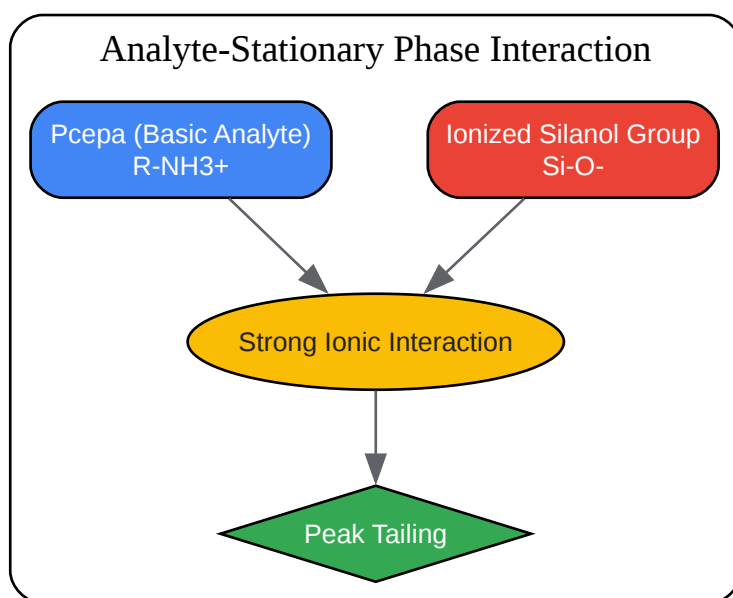 Analyte-Stationary Phase Interaction
Pcepa (Basic Analyte)
R-NH3+
Ionized Silanol Group
Si-O-
Strong Ionic Interaction
Peak Tailing